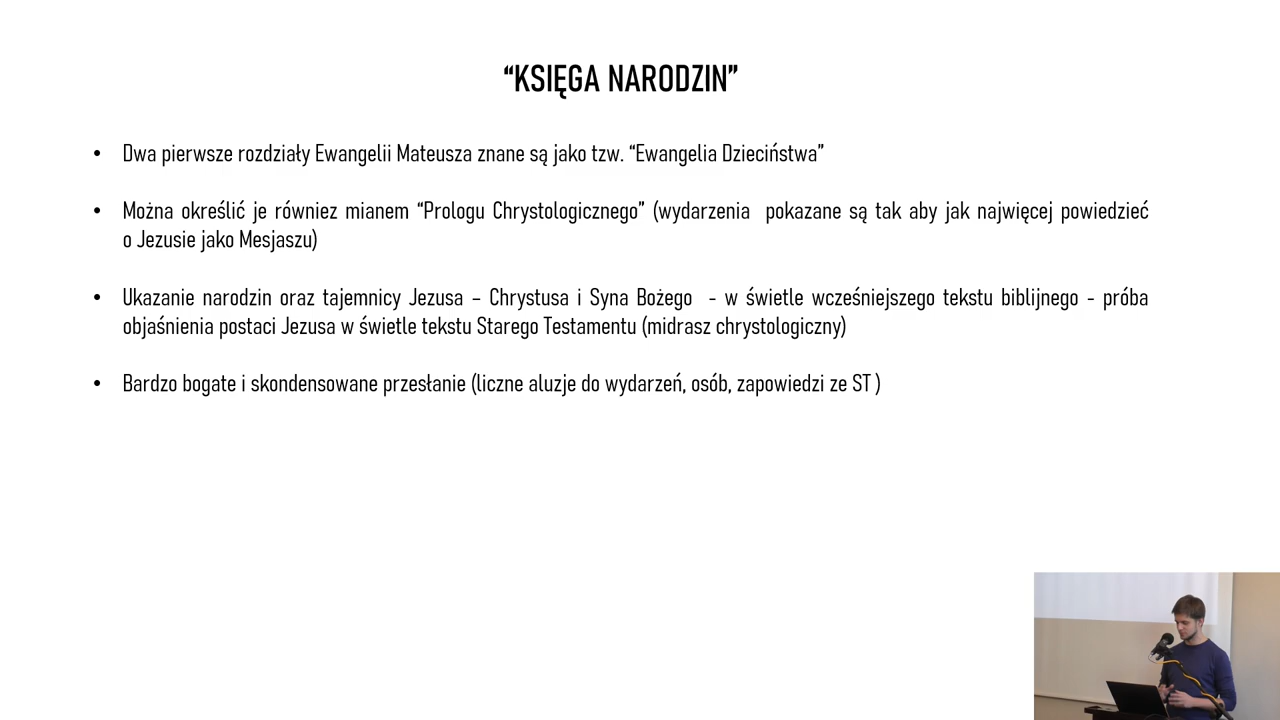 “KSIĘGA NARODZIN”
• Dwa pierwsze rozdziały Ewangelii Mateusza znane są jako tzw. “Ewangelia Dzieciństwa”
• Można określić je równiez mianem “Prologu Chrystologicznego” (wydarzenia pokazane są tak aby jak najwięcej powiedzieć
o Jezusie jako Mesjaszu)
• Ukazanie narodzin oraz tajemnicy Jezusa – Chrystusa i Syna Bożego - w świetle wcześniejszego tekstu biblijnego - próba
objaśnienia postaci Jezusa w świetle tekstu Starego Testamentu (midrasz chrystologiczny)
• Bardzo bogate i skondensowane przesłanie (liczne aluzje do wydarzeń, osób, zapowiedzi ze ST )